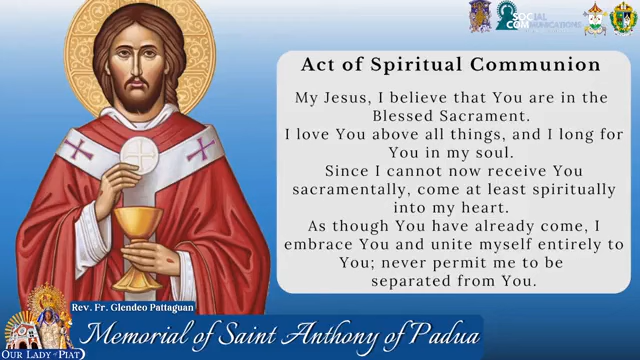 SOCIAL
COMMUNICATIONS
Act of Spiritual Communion
My Jesus, I believe that You are in the
Blessed Sacrament.
I love You above all things, and I long for
You in my soul.
Since I cannot now receive You
sacramentally, come at least spiritually
into my heart.
As though You have already come, I
embrace You and unite myself entirely to
You; never permit me to be
separated from You.
Rev. Fr. Glendeo Pattaguan
Memorial of Saint Anthony of Padua
OUR LADY of PIAT